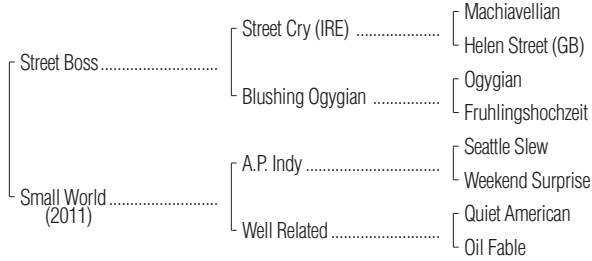 Machiavellian
Street Cry (IRE) ..................
Helen Street (GB)
Street Boss...........................
Ogygian
Blushing Ogygian ..............
Fruhlingshochzeit
Seattle Slew
A.P. Indy .............................
Weekend Surprise
Small World .........................
(2011)
Quiet American
Well Related .......................
Oil Fable